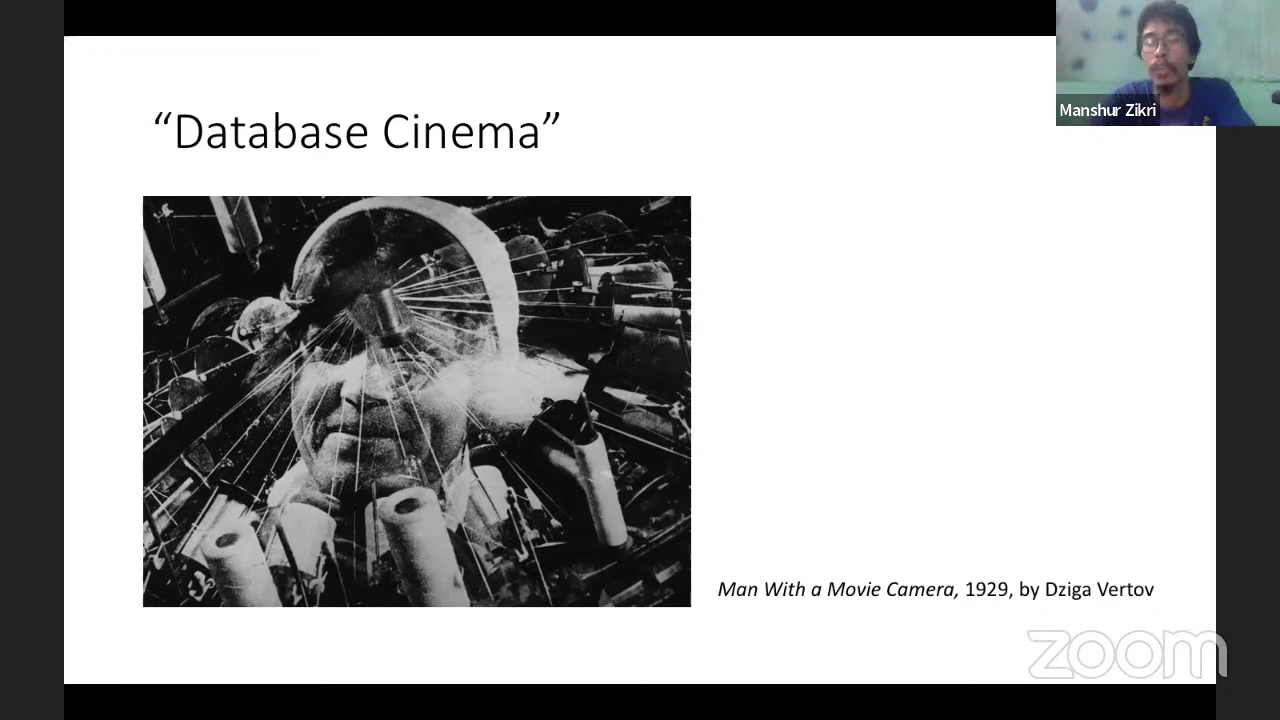 “Database Cinema”
Manshur Zikri
Man With a Movie Camera, 1929, by Dziga Vertov
zoom